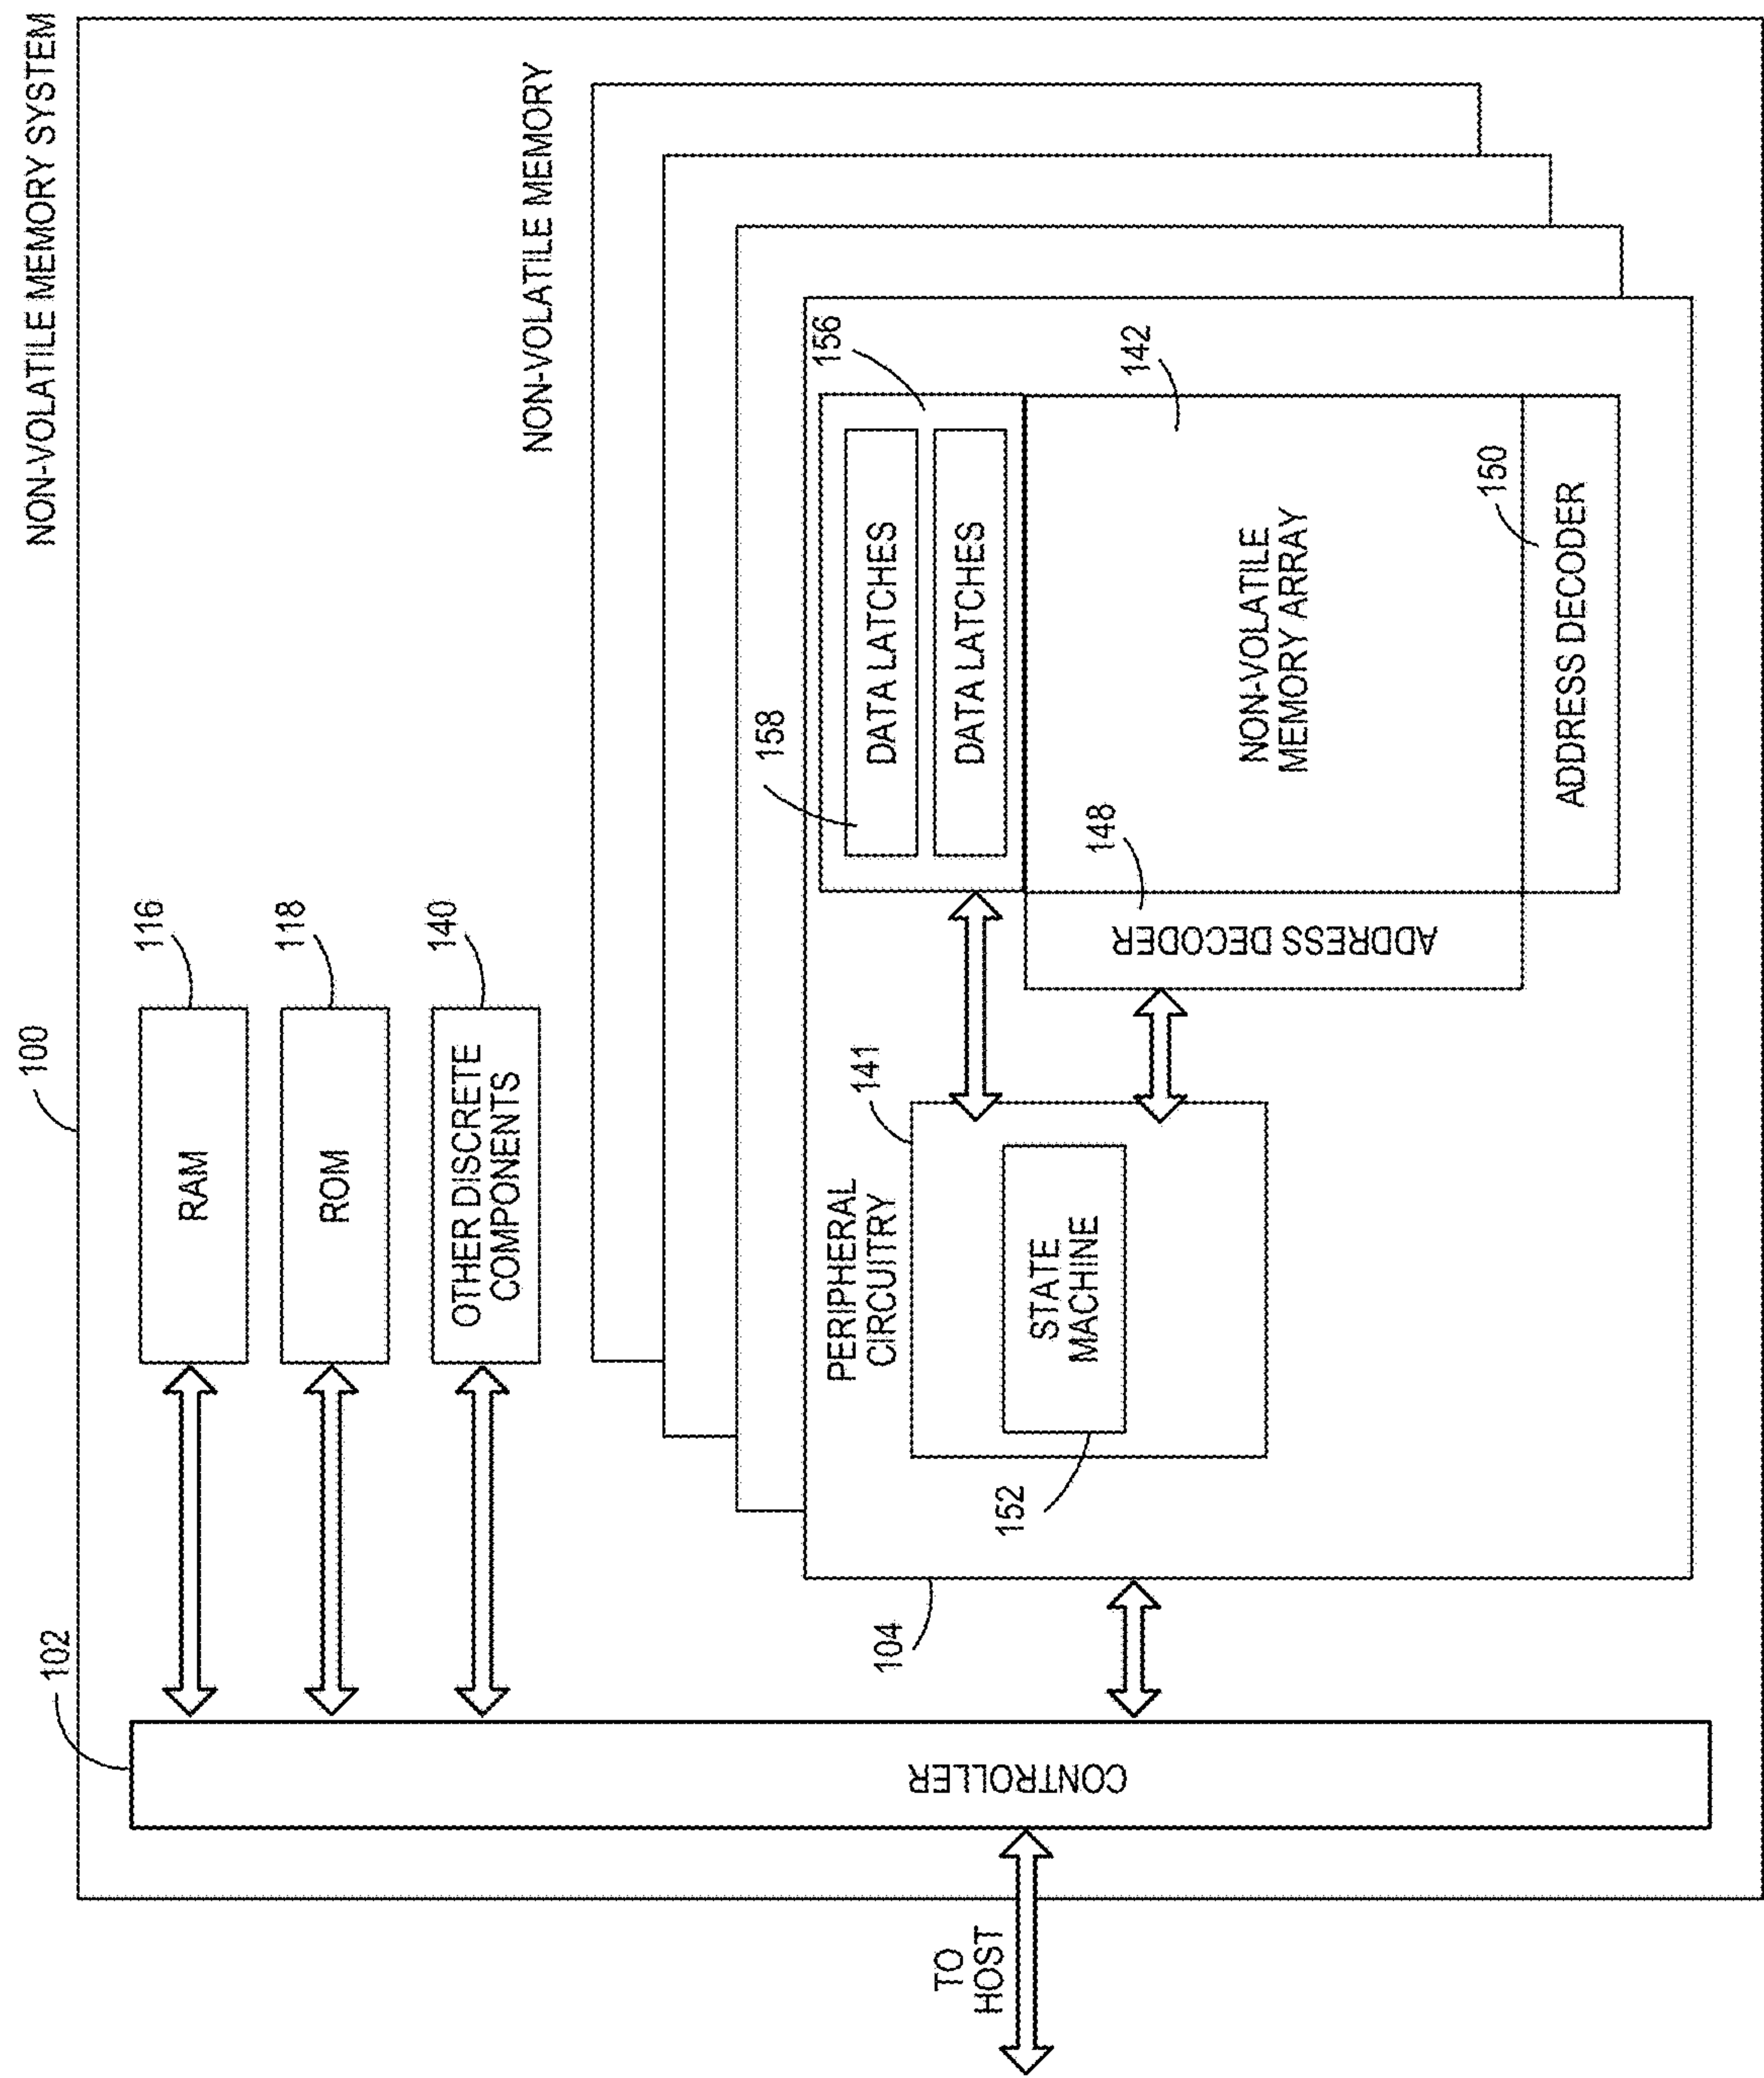 NON-VOLATILE MEMORY SYSTEM
100
102
116
RAM
118
ROM
140
OTHER DISCRETE
COMPONENTS
NON-VOLATILE MEMORY
TO
HOST
CONTROLLER
104
PERIPHERAL
CIRCUITRY
141
STATE
MACHINE
152
158
156
DATA LATCHES
DATA LATCHES
148
ADDRESS DECODER
142
NON-VOLATILE
MEMORY ARRAY
150
ADDRESS DECODER